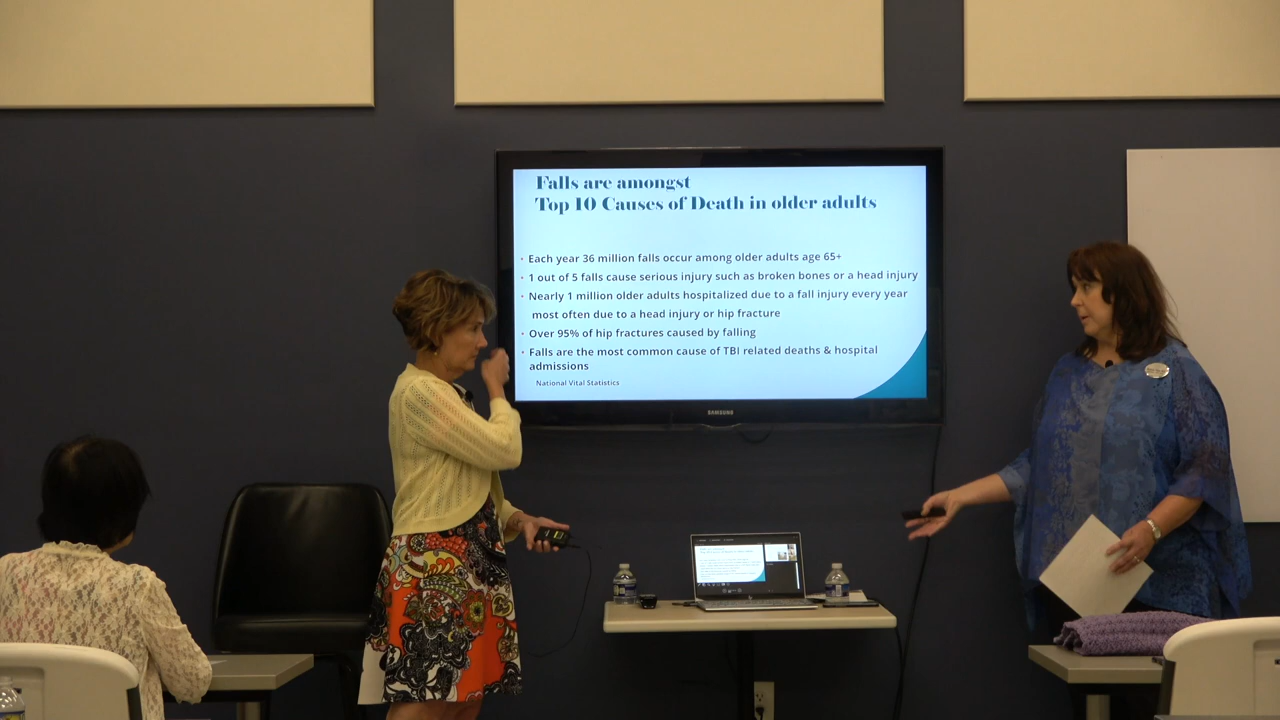 Falls are amongst
Top 10 Causes of Death in older adults
• Each year 36 million falls occur among older adults age 65+
• 1 out of 5 falls cause serious injury such as broken bones or a head injury
• Nearly 1 million older adults hospitalized due to a fall injury every year
most often due to a head injury or hip fracture
• Over 95% of hip fractures caused by falling
• Falls are the most common cause of TBI related deaths & hospital
admissions
National Vital Statistics
SAMSUNG